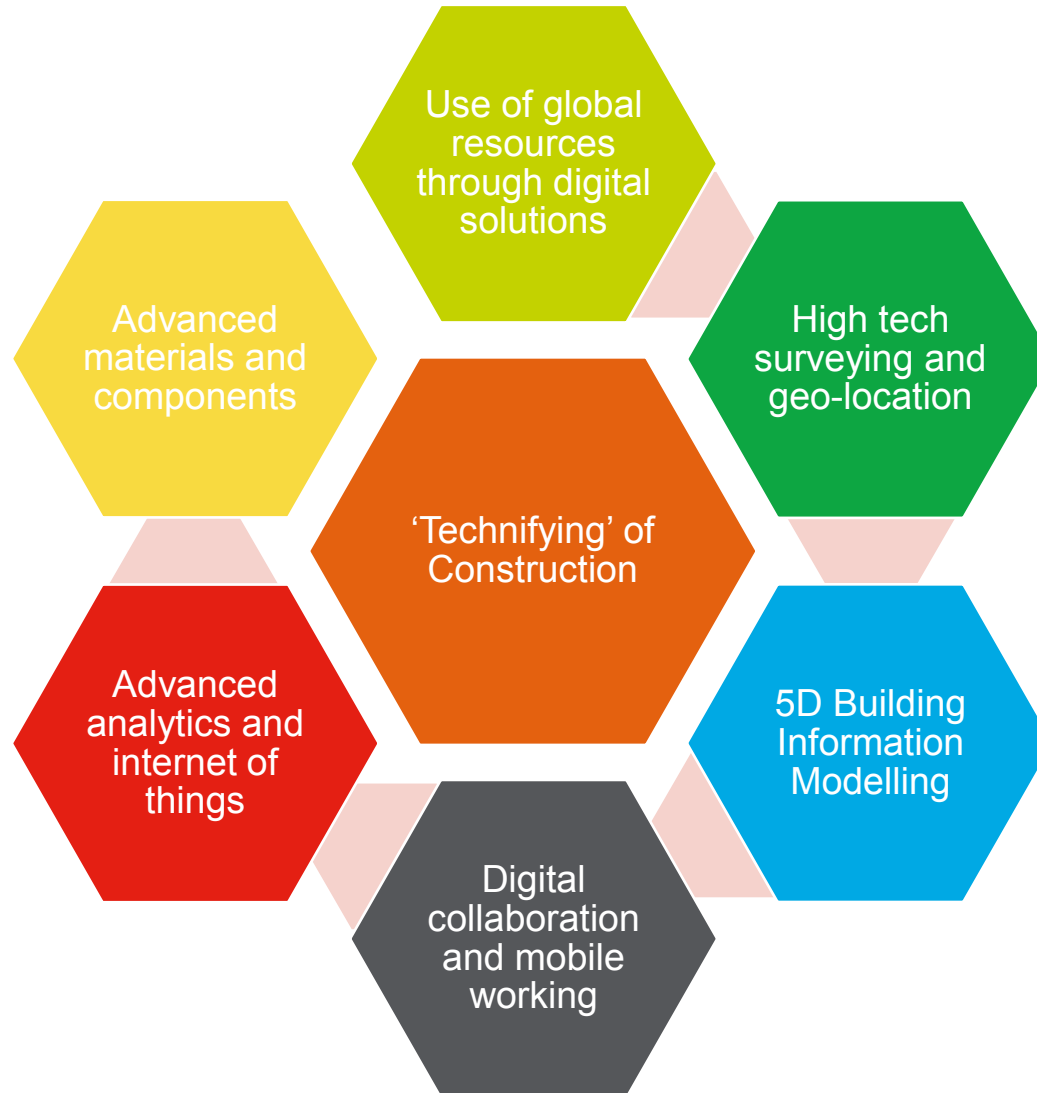 Use of global
resources
through digital
solutions
Advanced
materials and
components
High tech
surveying and
geo-location
‘Technifying’ of
Construction
Advanced
analytics and
internet of
things
5D Building
Information
Modelling
Digital
collaboration
and mobile
working